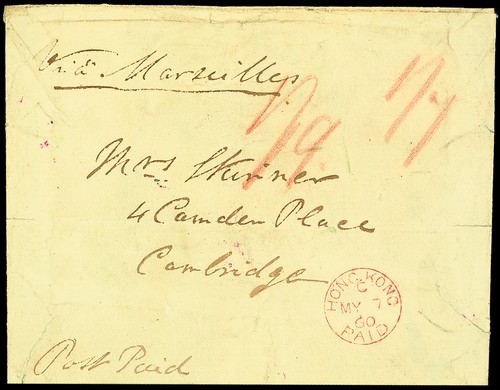 Via Marseilles
1/9. 1/7
Mrs Skinner
4 Camden Place
Cambridge
HONG-KONG
C
MY 7
60
PAID
Post Paid